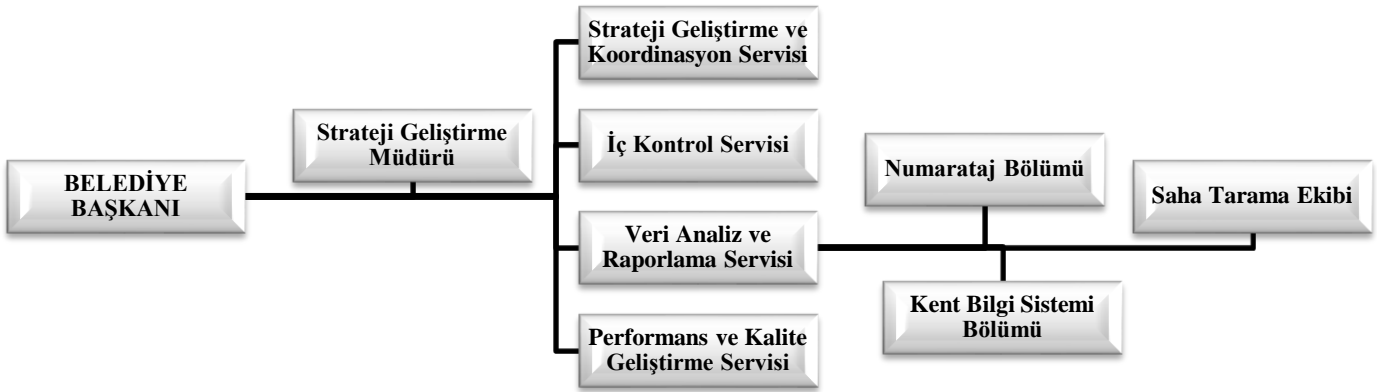 BELEDİYE
BAŞKANI
Strateji Geliştirme
Müdürü
Strateji Geliştirme ve
Koordinasyon Servisi
İç Kontrol Servisi
Veri Analiz ve
Raporlama Servisi
Performans ve Kalite
Geliştirme Servisi
Numarataj Bölümü
Kent Bilgi Sistemi
Bölümü
Saha Tarama Ekibi